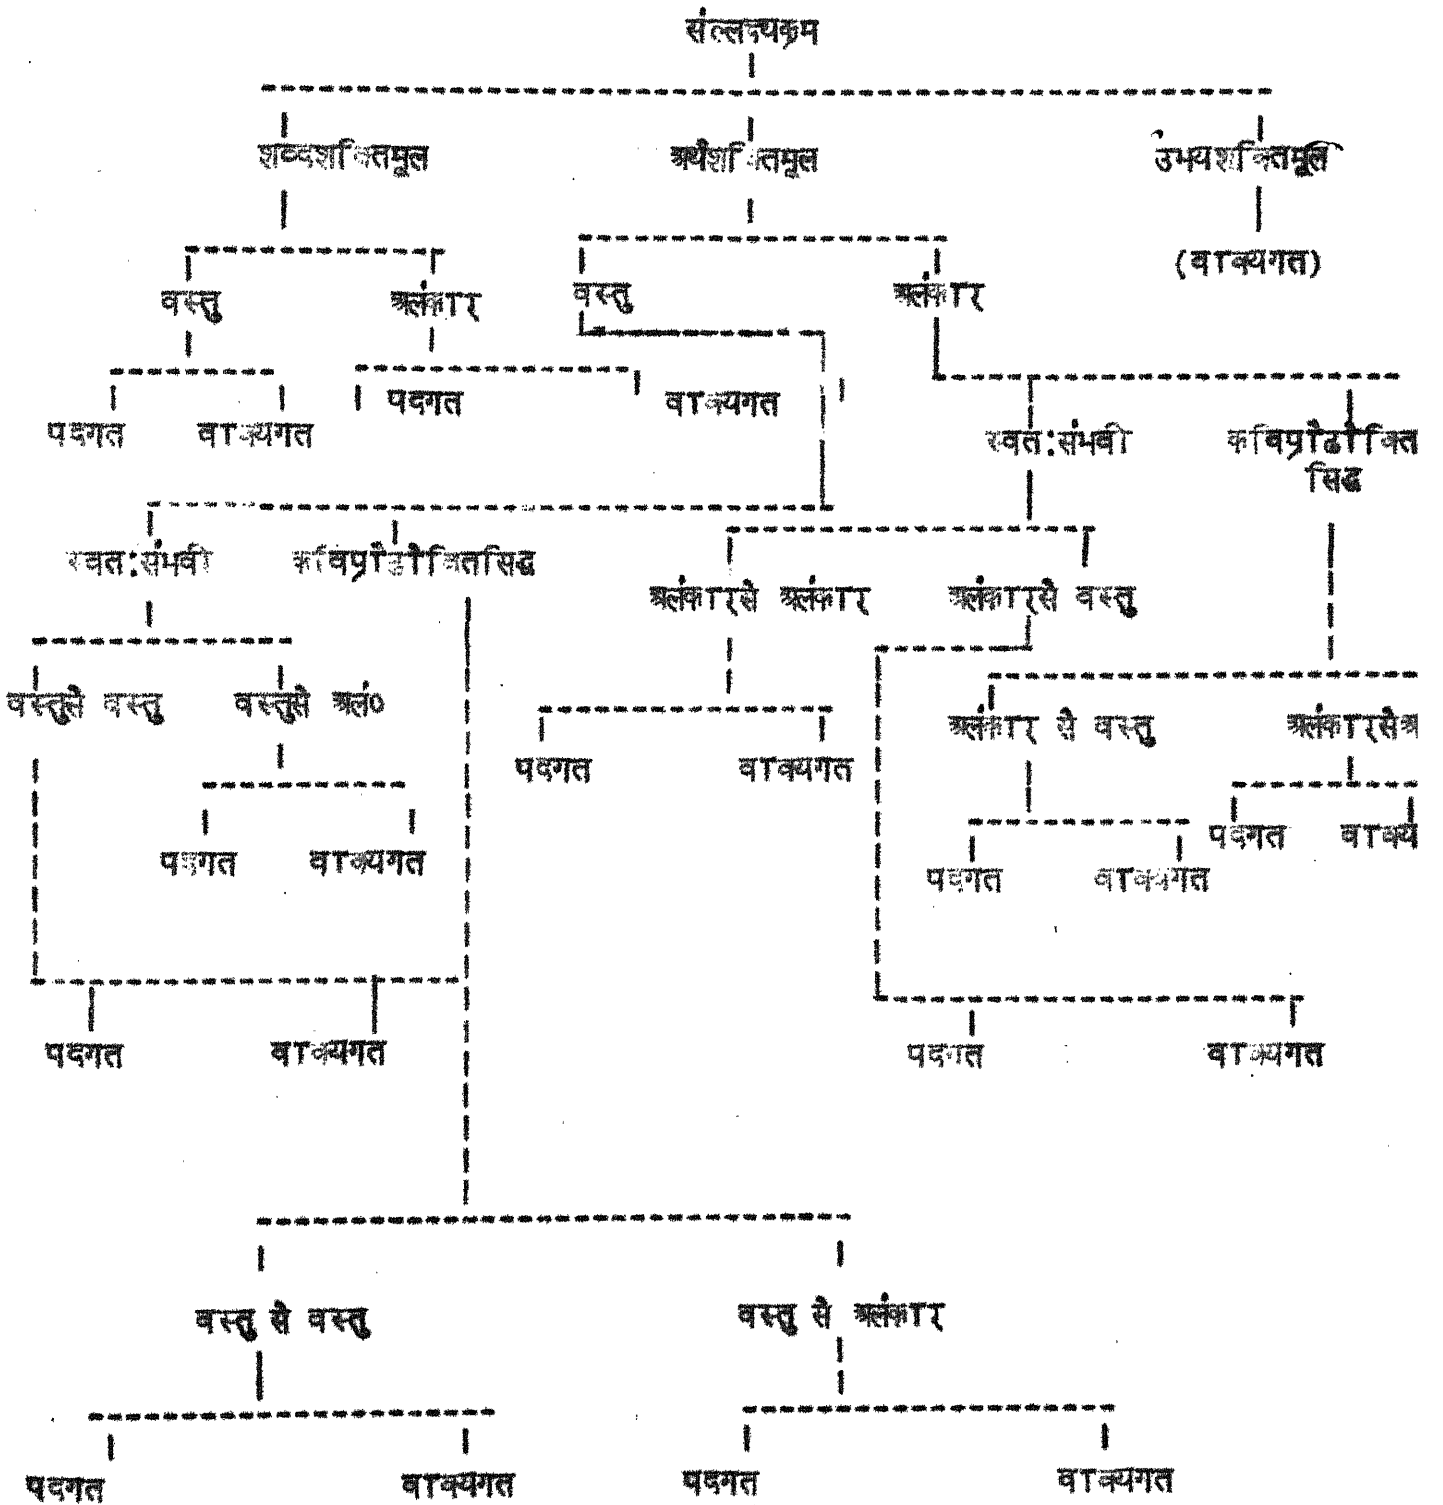 संल्लक्ष्यक्रम
शब्दशक्तिमूल अर्थशक्तिमूल उभयशक्तिमूल
(वाक्यगत)
वस्तु अलंकार वस्तु अलंकार
पदगत वाक्यगत
पदगत वाक्यगत
स्वत:संभवी कविप्रौढोक्ति
सिद्ध
स्वत:संभवी कविप्रौढोक्तिसिद्ध
अलंकारसे अलंकार अलंकारसे वस्तु
वस्तुसे वस्तु वस्तुसे अलं०
अलंकार से वस्तु अलंकारसेअ
पदगत वाक्यगत
पदगत वाक्य
पदगत वाक्यगत पदगत वाक्यगत
पदगत वाक्यगत पदगत वाक्यगत
वस्तु से वस्तु वस्तु से अलंकार
पदगत वाक्यगत पदगत वाक्यगत